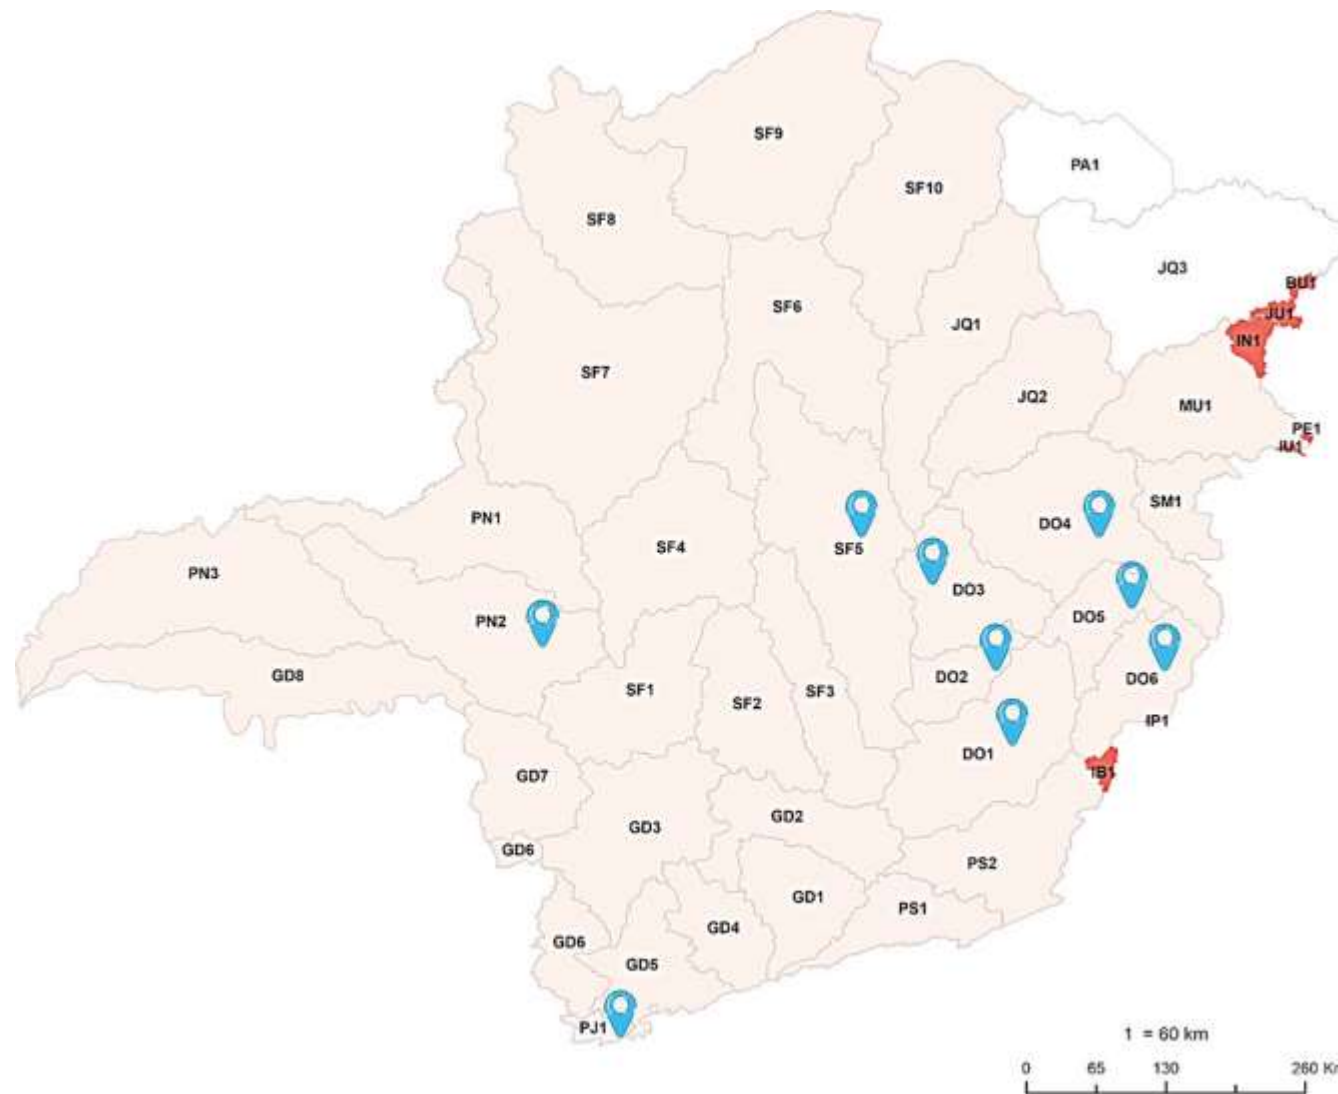 SF9
PA1
SF10
SF8
JQ3
BU1
SF6
JU1
JQ1
IN1
SF7
JQ2
MU1
PE1
IU1
SM1
PN1
DO4
SF4
SF5
PN3
DO3
DO5
PN2
GD8
DO2
DO6
SF1
SF3
SF2
IP1
DO1
IB1
GD7
GD2
GD3
GD6
PS2
GD1
PS1
GD4
GD6
GD5
PJ1
1 = 60 km
0 65 130 260 Kr